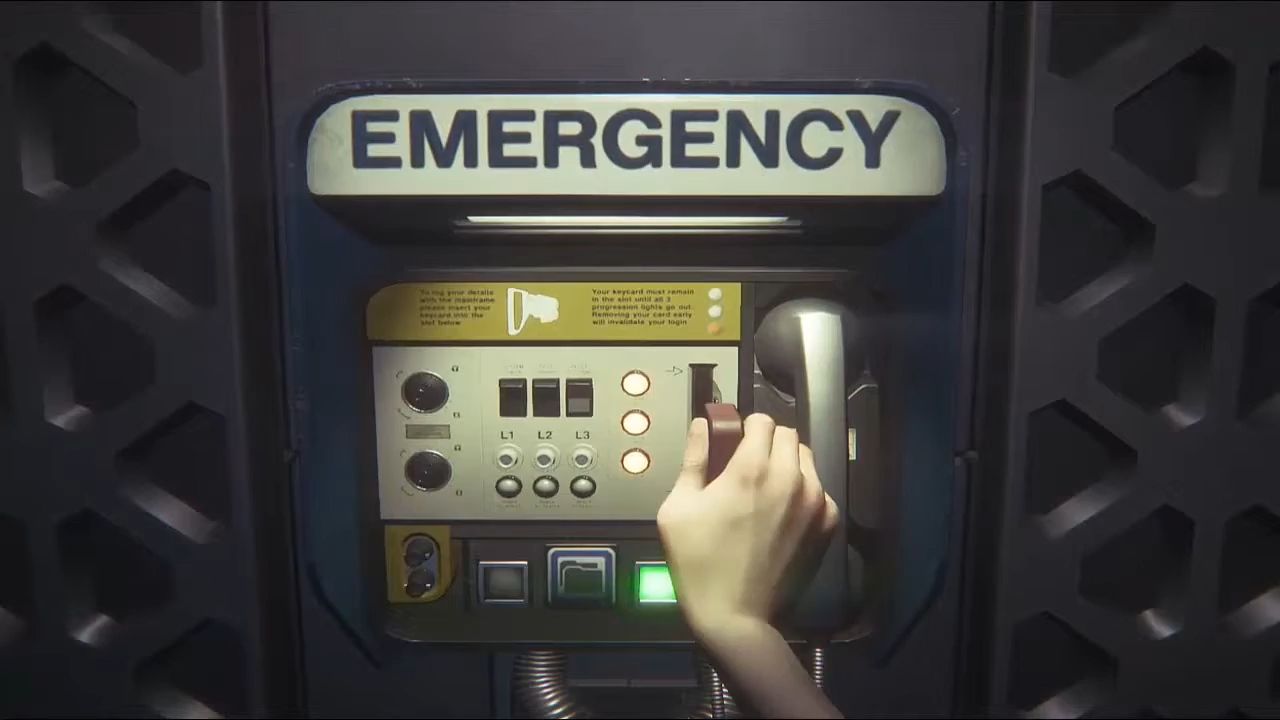 EMERGENCY
To log your details
with the mainframe
please insert your
keycard into the
slot below
Your keycard must remain
in the slot until all 3
progression lights go out.
Removing your card early
will invalidate your login
L1 L2 L3